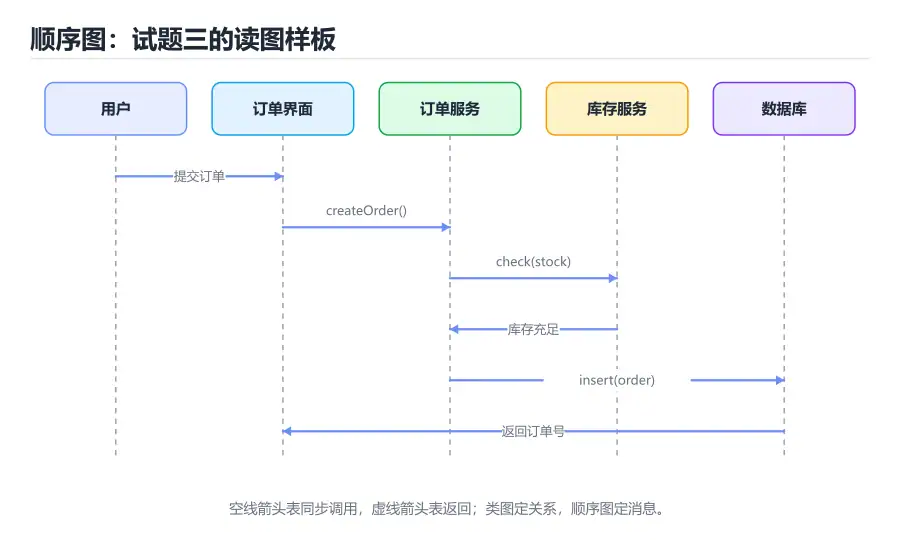 顺序图：试题三的读图样板
用户 订单界面 订单服务 库存服务 数据库
提交订单
createOrder()
check(stock)
库存充足
insert(order)
返回订单号
空线箭头表同步调用，虚线箭头表返回；类图定关系，顺序图定消息。